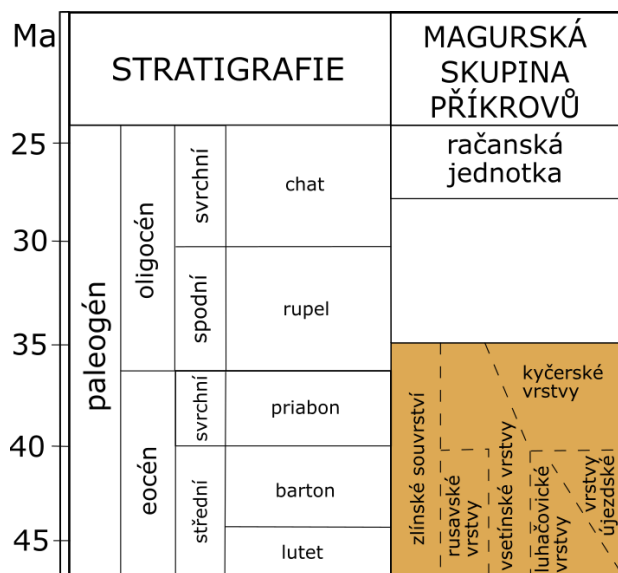 Ma
STRATIGRAFIE
MAGURSKÁ
SKUPINA
PŘÍKROVŮ
25
30
35
40
45
paleogén
oligocén
eocén
svrchní
spodní
svrchní
střední
chat
rupel
priabon
barton
lutet
račanská
jednotka
zlínské souvrství
rusavské
vrstvy
vsetínské vrstvy
kyčerské
vrstvy
luhačovické
vrstvy
vrstvy
újezdské